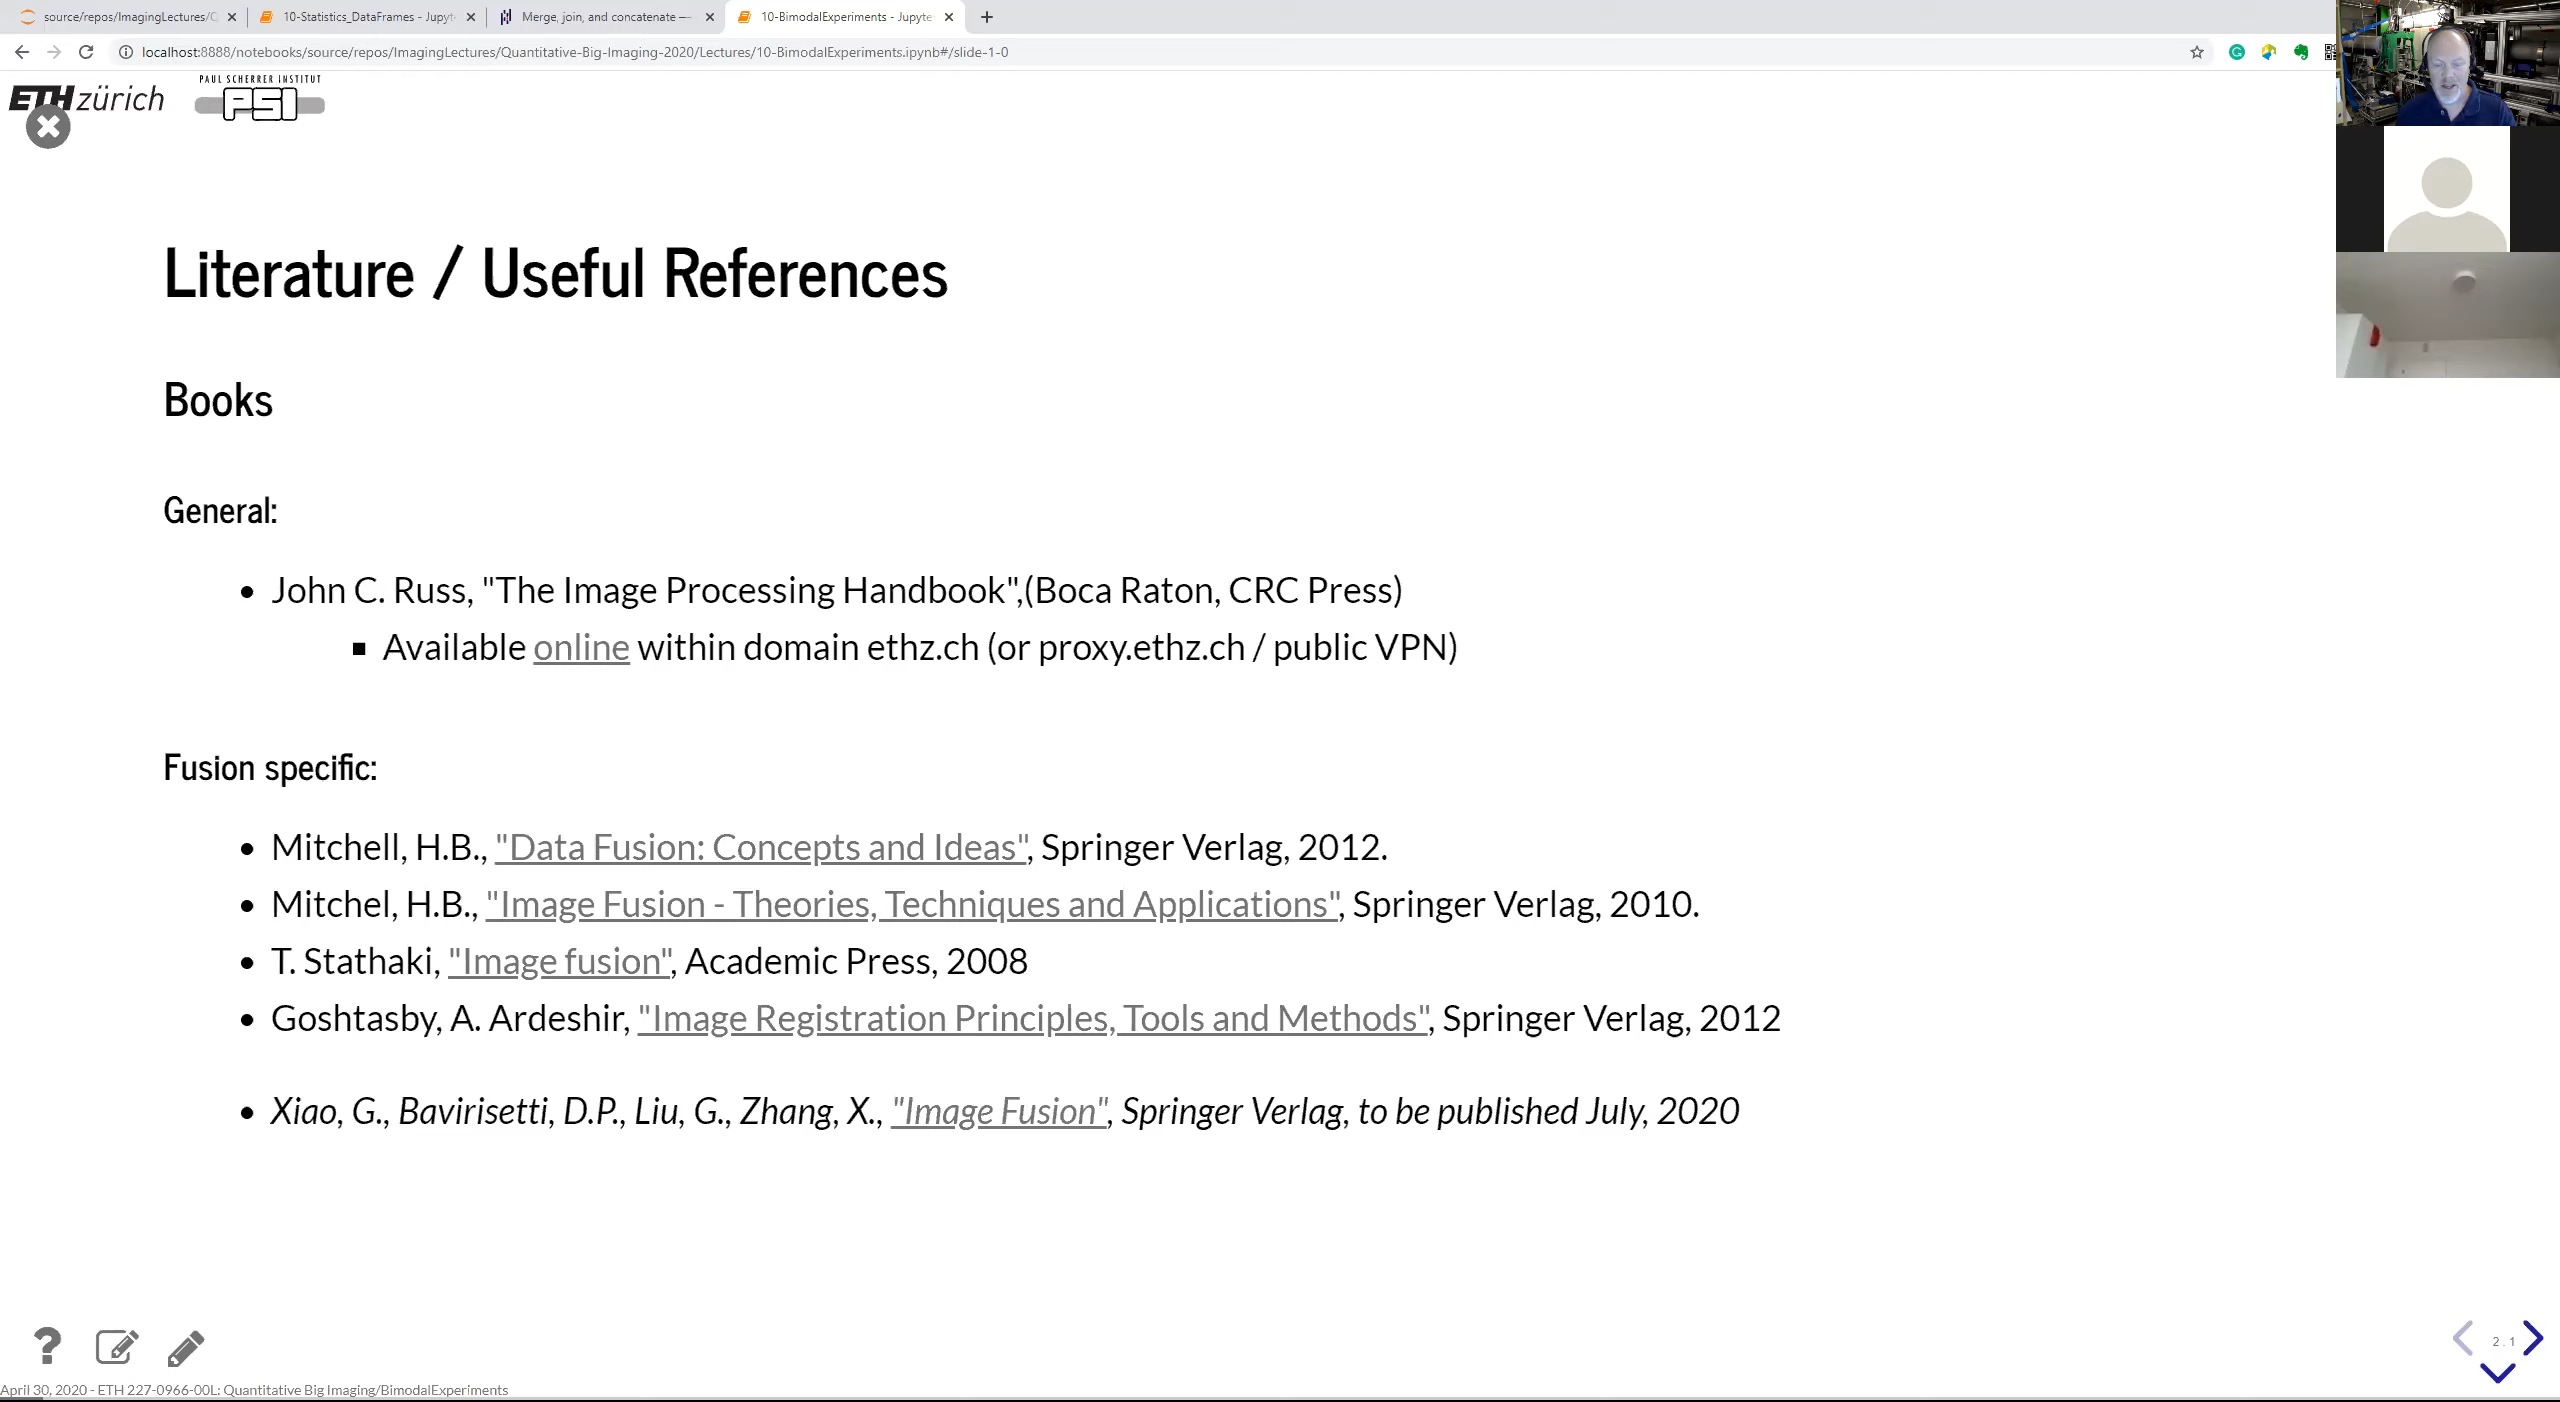 source/repos/ImagingLectures/Q
10-Statistics_DataFrames - Jupyt
Merge, join, and concatenate —
10-BimodalExperiments - Jupyte
localhost:8888/notebooks/source/repos/ImagingLectures/Quantitative-Big-Imaging-2020/Lectures/10-BimodalExperiments.ipynb#/slide-1-0
ETH zürich
PAUL SCHERRER INSTITUT
PSI
Literature / Useful References
Books
General:
• John C. Russ, "The Image Processing Handbook",(Boca Raton, CRC Press)
▪ Available online within domain ethz.ch (or proxy.ethz.ch / public VPN)
Fusion specific:
• Mitchell, H.B., "Data Fusion: Concepts and Ideas", Springer Verlag, 2012.
• Mitchel, H.B., "Image Fusion - Theories, Techniques and Applications", Springer Verlag, 2010.
• T. Stathaki, "Image fusion", Academic Press, 2008
• Goshtasby, A. Ardeshir, "Image Registration Principles, Tools and Methods", Springer Verlag, 2012
• Xiao, G., Bavirisetti, D.P., Liu, G., Zhang, X., "Image Fusion", Springer Verlag, to be published July, 2020
2.1
April 30, 2020 - ETH 227-0966-00L: Quantitative Big Imaging/BimodalExperiments